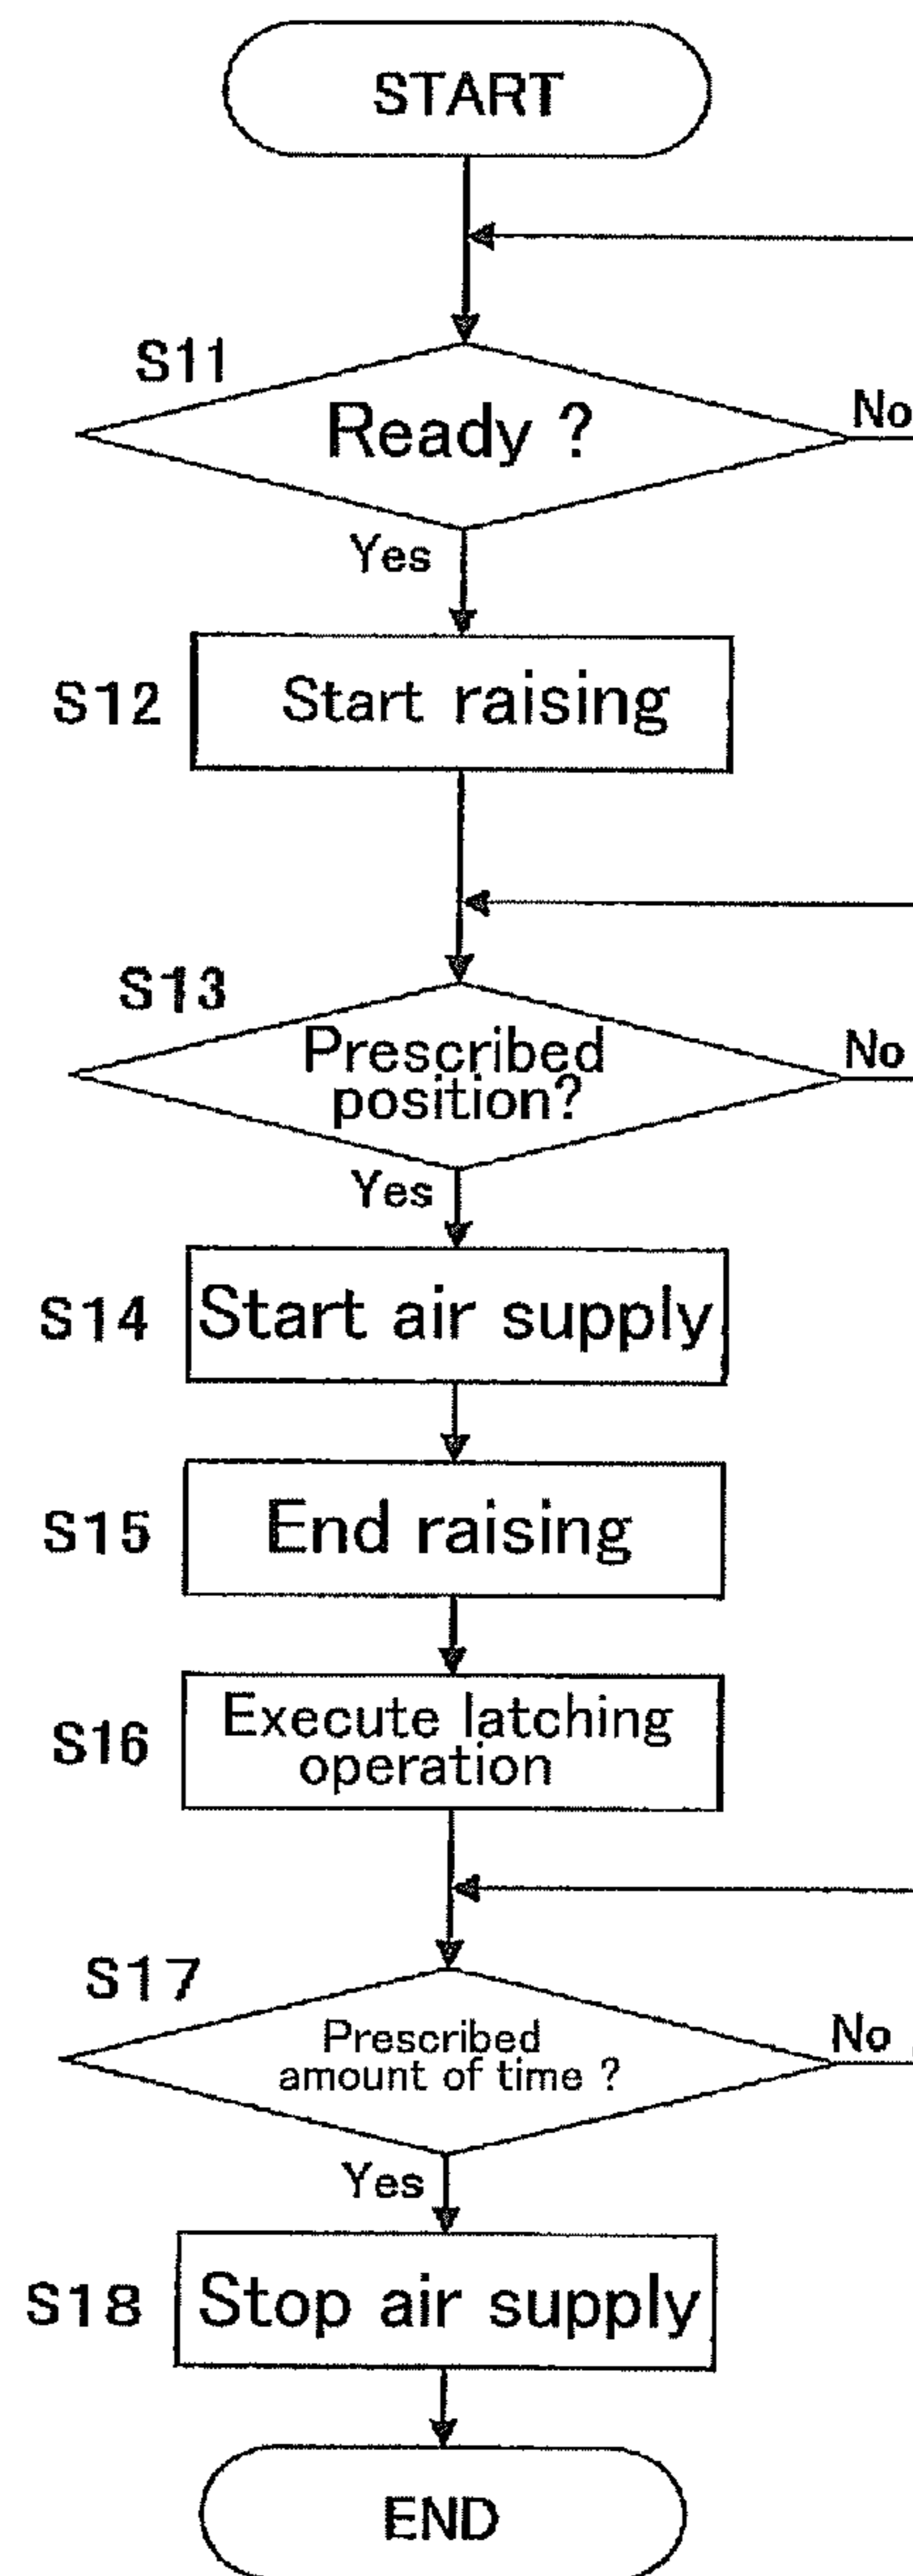 START
S11
Ready ?
No
Yes
S12
Start raising
S13
Prescribed
position?
No
Yes
S14
Start air supply
S15
End raising
S16
Execute latching
operation
S17
Prescribed
amount of time ?
No
Yes
S18
Stop air supply
END